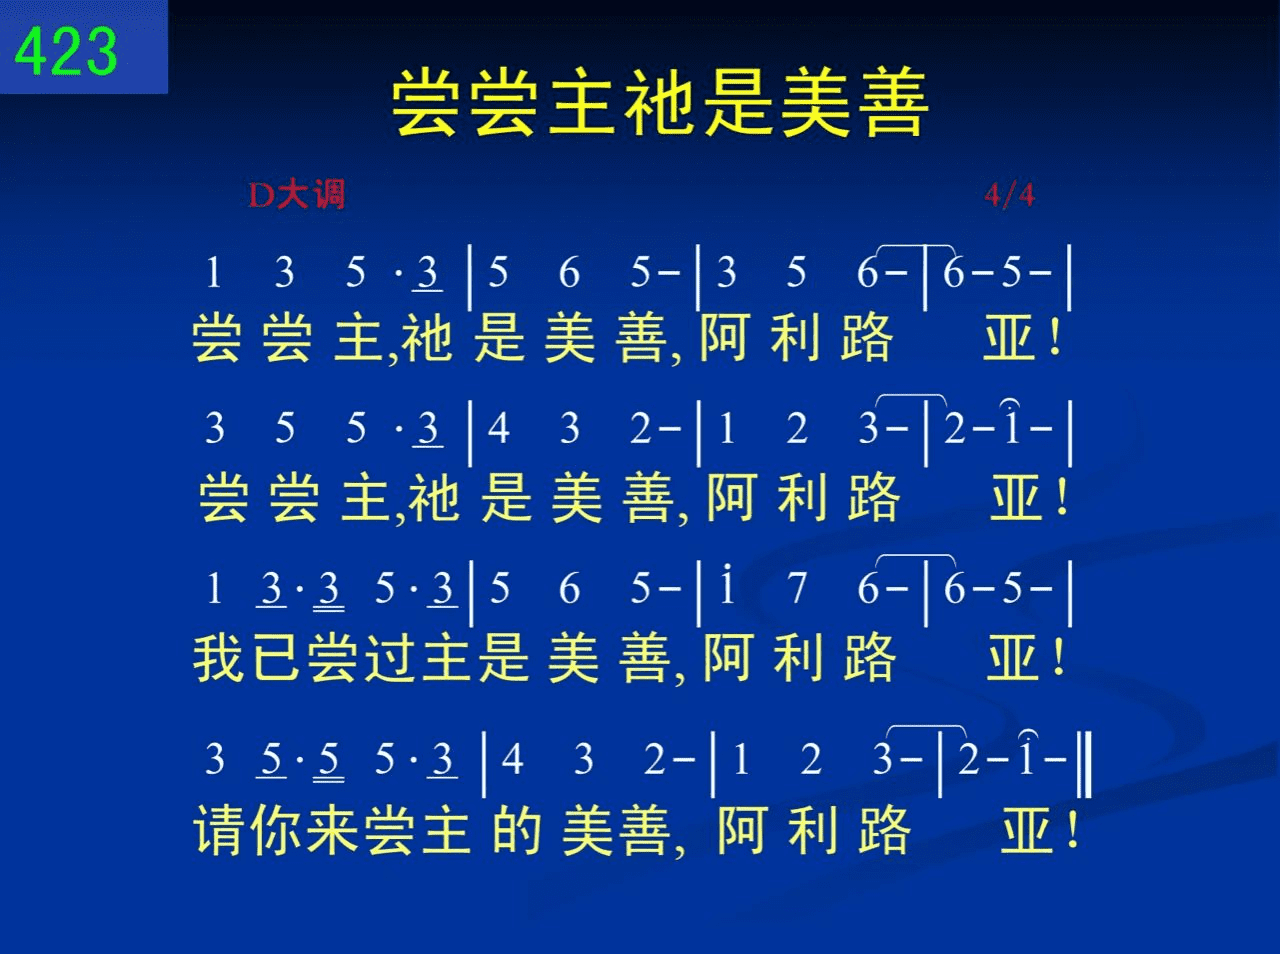 423
尝尝主祂是美善
D大调 4/4
1 3 5 · 3 | 5 6 5− | 3 5 6− | 6−5− |
尝 尝 主,祂 是 美 善, 阿 利 路 亚!
3 5 5 · 3 | 4 3 2− | 1 2 3− | 2−1− |
尝 尝 主,祂 是 美 善, 阿 利 路 亚!
1 3·3 5·3 | 5 6 5− | i 7 6− | 6−5− |
我已尝过主是 美 善, 阿 利 路 亚!
3 5·5 5·3 | 4 3 2− | 1 2 3− | 2−1− ‖
请你来尝主 的 美善, 阿 利 路 亚!